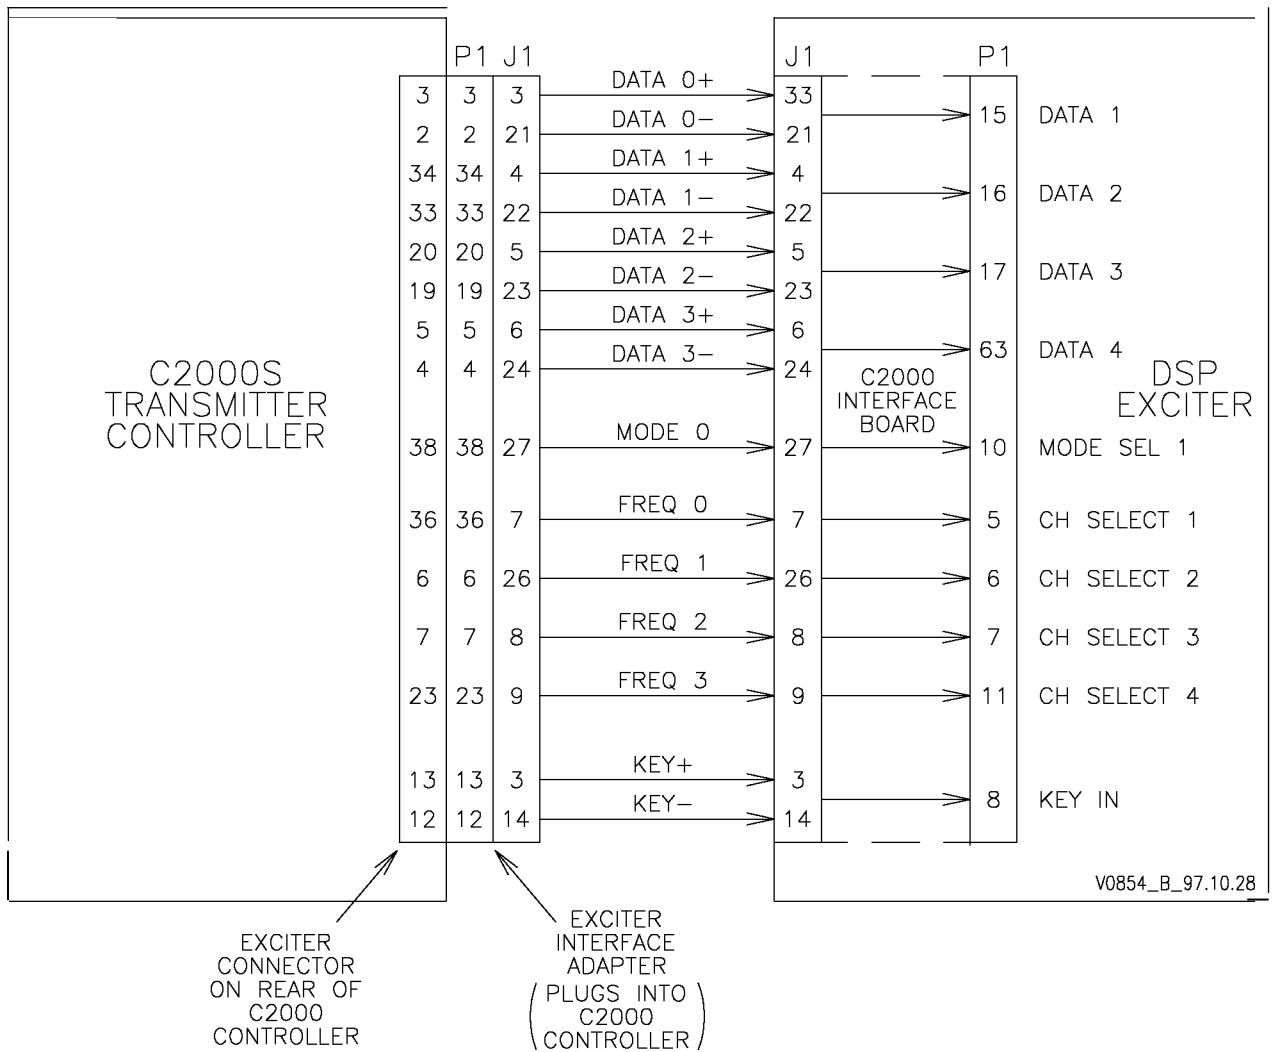 P1 J1 J1 P1
3 3 3 DATA 0+ 33
15 DATA 1
2 2 21 DATA 0- 21
34 34 4 DATA 1+ 4
16 DATA 2
33 33 22 DATA 1- 22
20 20 5 DATA 2+ 5
17 DATA 3
19 19 23 DATA 2- 23
5 5 6 DATA 3+ 6
63 DATA 4
4 4 24 DATA 3- 24
C2000S
TRANSMITTER
CONTROLLER
C2000
INTERFACE
BOARD
DSP
EXCITER
38 38 27 MODE 0 27 10 MODE SEL 1
36 36 7 FREQ 0 7 5 CH SELECT 1
6 6 26 FREQ 1 26 6 CH SELECT 2
7 7 8 FREQ 2 8 7 CH SELECT 3
23 23 9 FREQ 3 9 11 CH SELECT 4
13 13 3 KEY+ 3
8 KEY IN
12 12 14 KEY- 14
V0854_B_97.10.28
EXCITER
CONNECTOR
ON REAR OF
C2000
CONTROLLER
EXCITER
INTERFACE
ADAPTER
(PLUGS INTO
C2000
CONTROLLER)